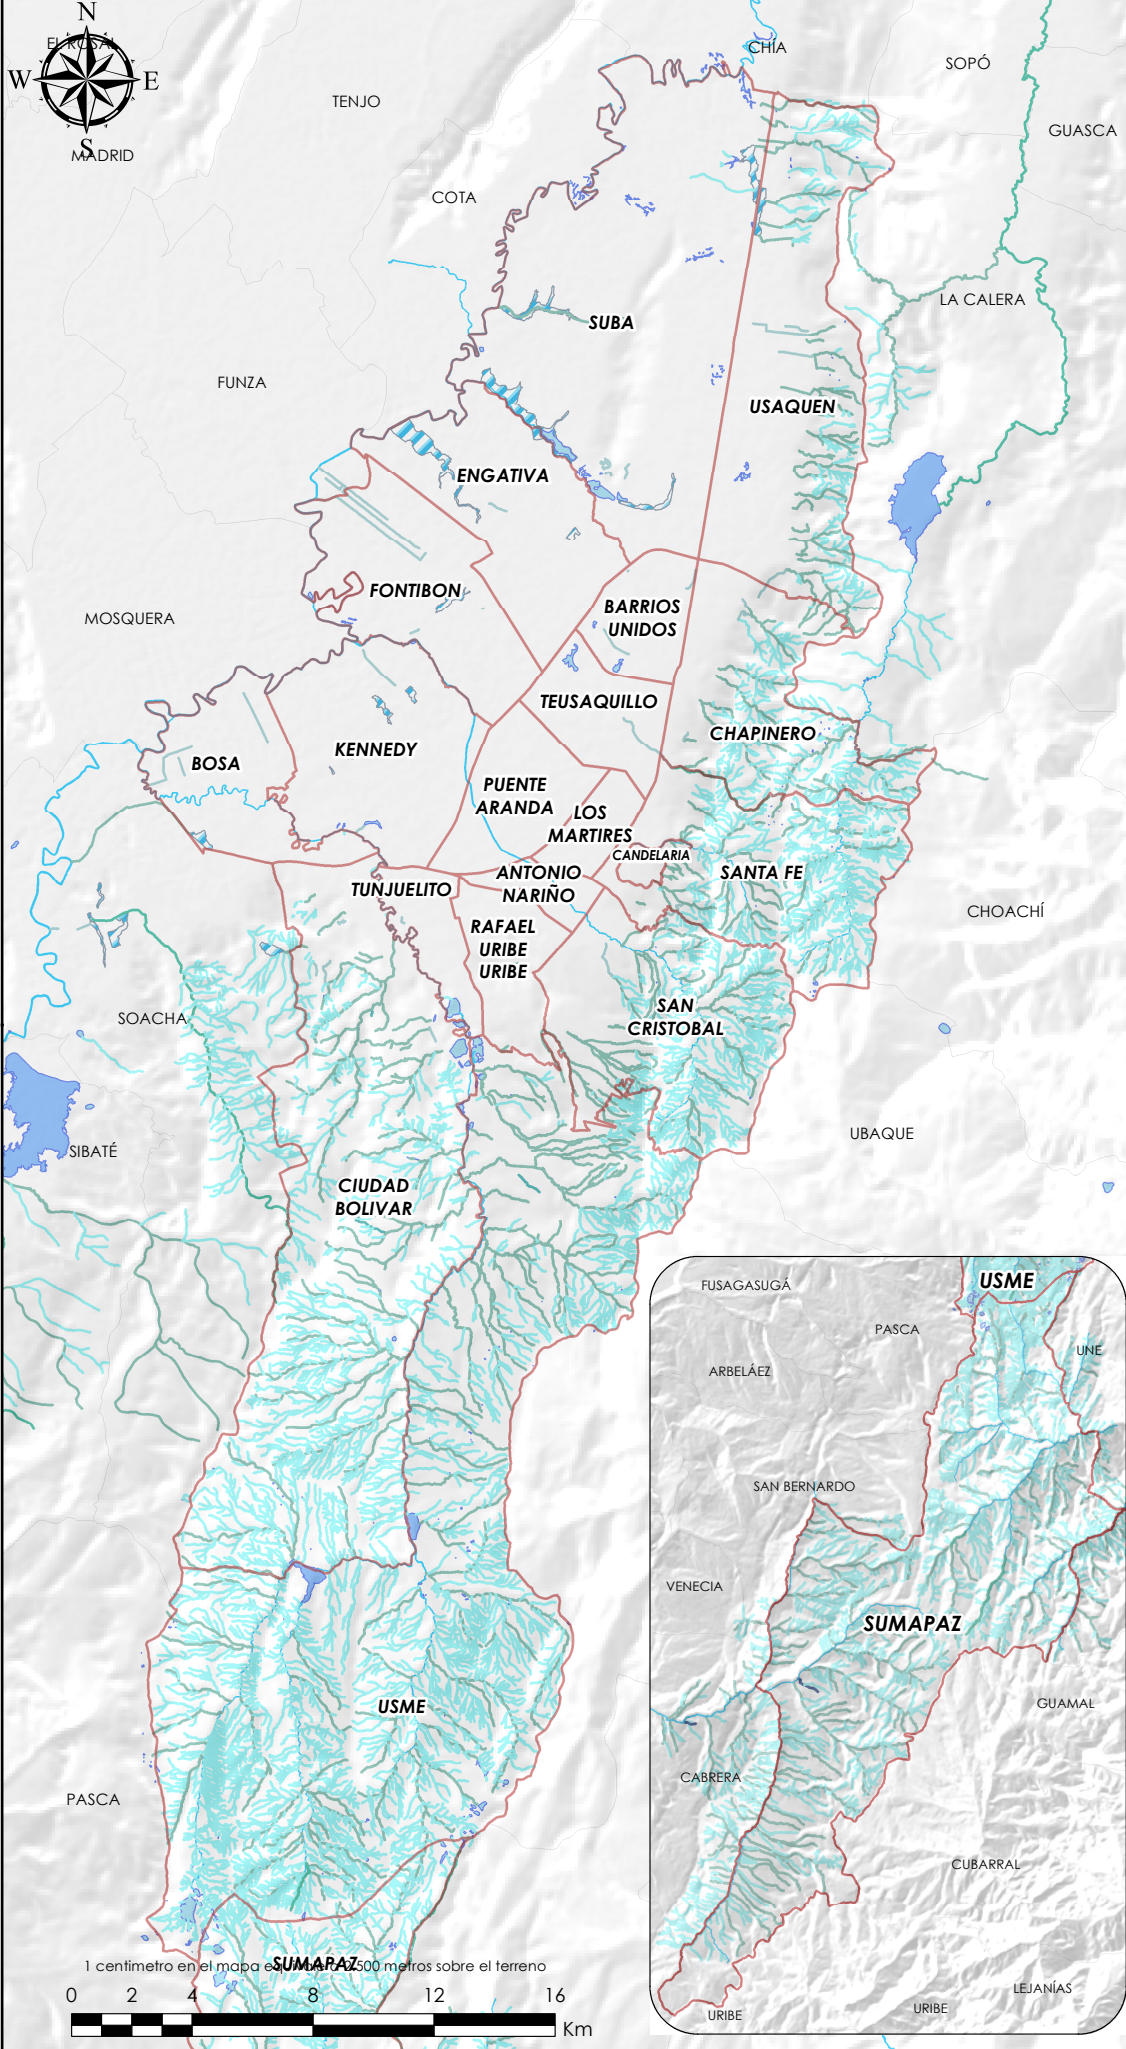 N
EL ROSAL
W
E
S
MADRID
CHÍA
SOPÓ
TENJO
GUASCA
COTA
LA CALERA
SUBA
FUNZA
USAQUEN
ENGATIVA
FONTIBON
BARRIOS
UNIDOS
MOSQUERA
TEUSAQUILLO
CHAPINERO
KENNEDY
BOSA
PUENTE
ARANDA
LOS
MARTIRES
CANDELARIA
SANTA FE
ANTONIO
NARIÑO
TUNJUELITO
CHOACHÍ
RAFAEL
URIBE
URIBE
SAN
CRISTOBAL
SOACHA
UBAQUE
SIBATÉ
CIUDAD
BOLIVAR
USME
FUSAGASUGÁ
PASCA
UNE
ARBELÁEZ
SAN BERNARDO
VENECIA
SUMAPAZ
GUAMAL
CABRERA
CUBARRAL
LEJANÍAS
URIBE
URIBE
USME
PASCA
SUMAPAZ
1 centimetro en el mapa equivale a 2.500 metros sobre el terreno
0 2 4 8 12 16
Km